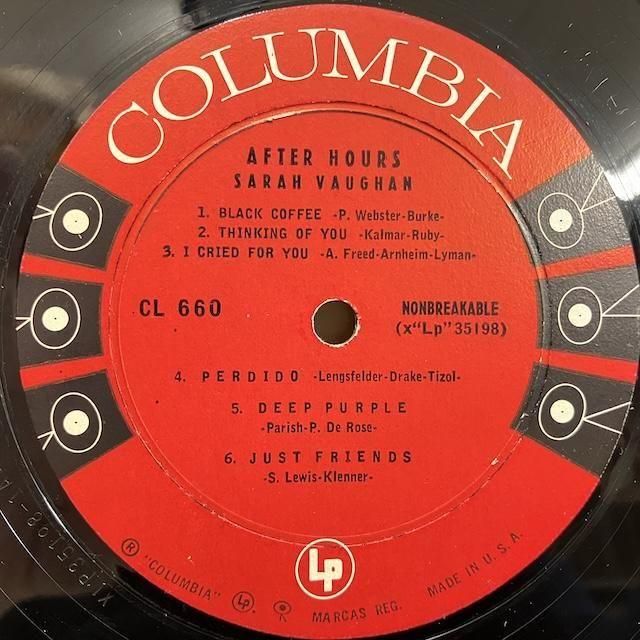 COLUMBIA
AFTER HOURS
SARAH VAUGHAN
1. BLACK COFFEE -P. Webster-Burke-
2. THINKING OF YOU -Kalmar-Ruby-
3. I CRIED FOR YOU -A. Freed-Arnheim-Lyman-
CL 660
NONBREAKABLE
(x"Lp"35198)
4. PERDIDO -Lengsfelder-Drake-Tizol-
5. DEEP PURPLE
-Parish-P. De Rose-
6. JUST FRIENDS
-S. Lewis-Klenner-
Lp
® "COLUMBIA" Lp MARCAS REG. MADE IN U. S. A.